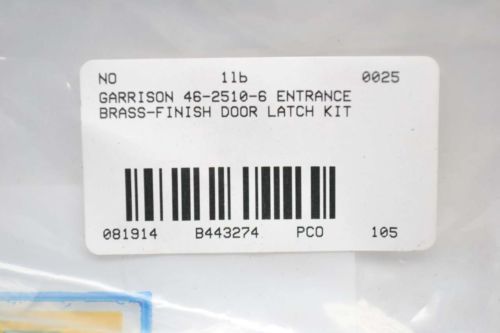 NO 1lb 0025
GARRISON 46-2510-6 ENTRANCE
BRASS-FINISH DOOR LATCH KIT
081914 B443274 PCO 105